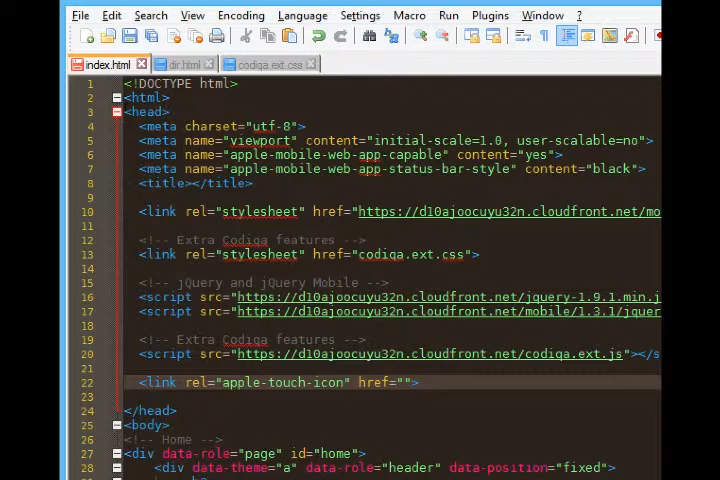 File Edit Search View Encoding Language Settings Macro Run Plugins Window ?
index.html dir.html codiqa.ext.css
1 <!DOCTYPE html>
2 <html>
3 <head>
4 <meta charset="utf-8">
5 <meta name="viewport" content="initial-scale=1.0, user-scalable=no">
6 <meta name="apple-mobile-web-app-capable" content="yes">
7 <meta name="apple-mobile-web-app-status-bar-style" content="black">
8 <title></title>
9
10 <link rel="stylesheet" href="https://d10ajoocuyu32n.cloudfront.net/mo
11
12 <!-- Extra Codiqa features -->
13 <link rel="stylesheet" href="codiqa.ext.css">
14
15 <!-- jQuery and jQuery Mobile -->
16 <script src="https://d10ajoocuyu32n.cloudfront.net/jquery-1.9.1.min.j
17 <script src="https://d10ajoocuyu32n.cloudfront.net/mobile/1.3.1/jquer
18
19 <!-- Extra Codiqa features -->
20 <script src="https://d10ajoocuyu32n.cloudfront.net/codiqa.ext.js"></s
21
22 <link rel="apple-touch-icon" href="">
23
24 </head>
25 <body>
26 <!-- Home -->
27 <div data-role="page" id="home">
28 <div data-theme="a" data-role="header" data-position="fixed">